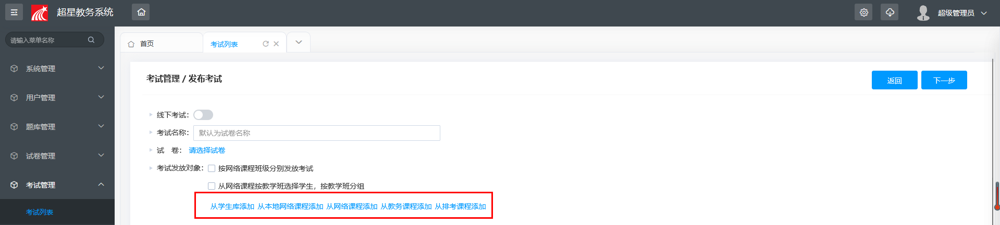 超星教务系统
超级管理员
请输入菜单名称
首页
考试列表
系统管理
用户管理
题库管理
试卷管理
考试管理
考试列表
考试管理 / 发布考试
返回
下一步
线下考试：
考试名称： 默认为试卷名称
试 卷： 请选择试卷
考试发放对象： 按网络课程班级分别发放考试
从网络课程按教学班选择学生，按教学班分组
从学生库添加 从本地网络课程添加 从网络课程添加 从教务课程添加 从排考课程添加